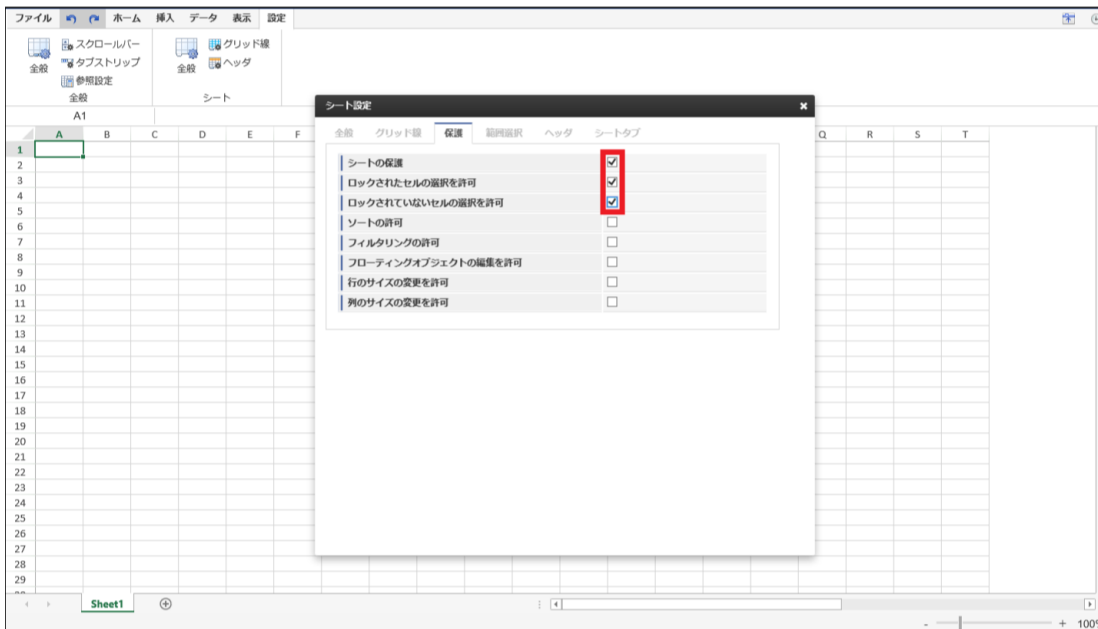 ファイル ホーム 挿入 データ 表示 設定
スクロールバー グリッド線
タブストリップ ヘッダ
全般 全般
参照設定
全般 シート
A1
シート設定
全般 グリッド線 保護 範囲選択 ヘッダ シートタブ
A B C D E F Q R S T
シートの保護
ロックされたセルの選択を許可
ロックされていないセルの選択を許可
ソートの許可
フィルタリングの許可
フローティングオブジェクトの編集を許可
行のサイズの変更を許可
列のサイズの変更を許可
1
2
3
4
5
6
7
8
9
10
11
12
13
14
15
16
17
18
19
20
21
22
23
24
25
26
27
28
29
Sheet1
- + 100%